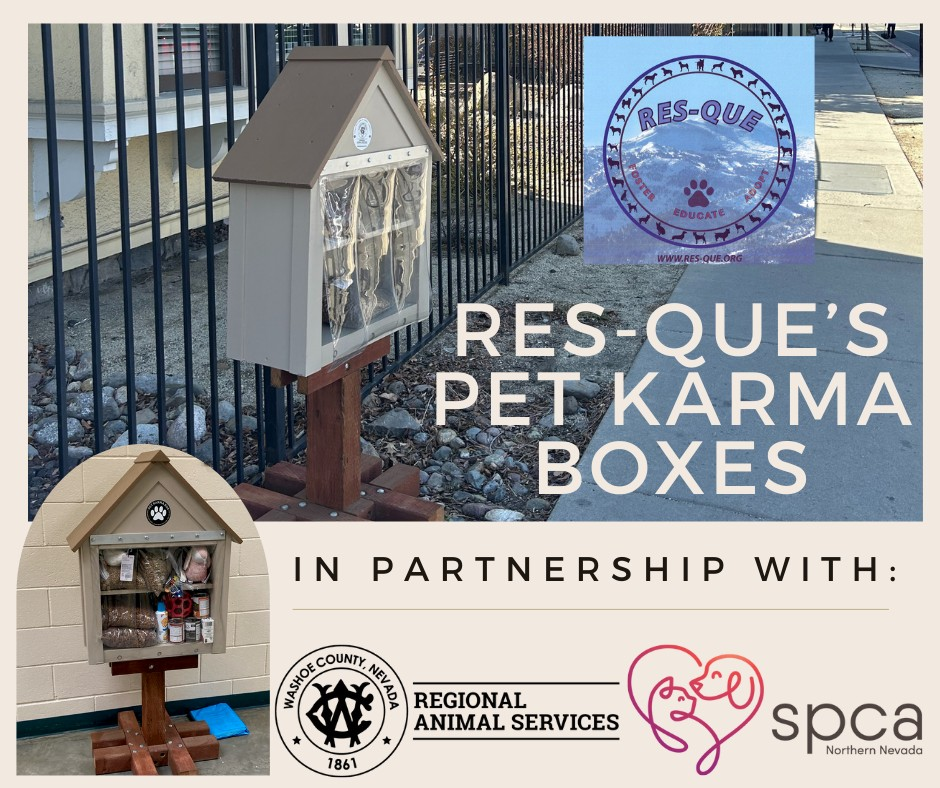 RES-QUE
FOSTER
EDUCATE
ADOPT
WWW.RES-QUE.ORG
RES-QUE'S
PET KARMA
BOXES
IN PARTNERSHIP WITH:
WASHOE COUNTY, NEVADA
1861
REGIONAL
ANIMAL SERVICES
spca
Northern Nevada